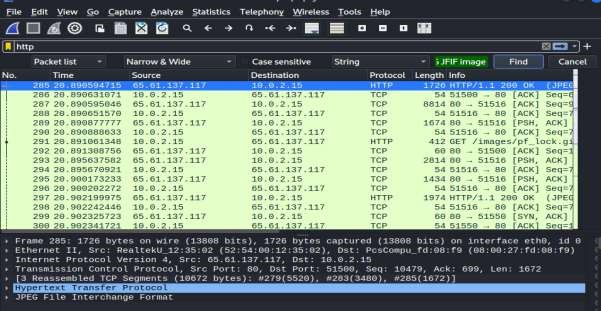 File Edit View Go Capture Analyze Statistics Telephony Wireless Tools Help
http
Packet list Narrow & Wide Case sensitive String JFIF image Find Cancel
No. Time Source Destination Protocol Length Info
285 20.890594715 65.61.137.117 10.0.2.15 HTTP 1726 HTTP/1.1 200 OK (JPEG
286 20.890631071 10.0.2.15 65.61.137.117 TCP 54 51500 → 80 [ACK] Seq=6
287 20.890595046 65.61.137.117 10.0.2.15 TCP 8814 80 → 51516 [ACK] Seq=9
288 20.890651570 10.0.2.15 65.61.137.117 TCP 54 51516 → 80 [ACK] Seq=7
289 20.890877777 65.61.137.117 10.0.2.15 TCP 1674 80 → 51516 [PSH, ACK]
290 20.890888633 10.0.2.15 65.61.137.117 TCP 54 51516 → 80 [ACK] Seq=7
291 20.891061348 10.0.2.15 65.61.137.117 HTTP 412 GET /images/pf_lock.gi
292 20.891308756 65.61.137.117 10.0.2.15 TCP 60 80 → 51500 [ACK] Seq=1
293 20.895637582 65.61.137.117 10.0.2.15 TCP 2814 80 → 51516 [PSH, ACK]
294 20.895670921 10.0.2.15 65.61.137.117 TCP 54 51516 → 80 [ACK] Seq=7
295 20.900173233 65.61.137.117 10.0.2.15 TCP 1434 80 → 51516 [PSH, ACK]
296 20.900202272 10.0.2.15 65.61.137.117 TCP 54 51516 → 80 [ACK] Seq=7
297 20.902199975 65.61.137.117 10.0.2.15 HTTP 1974 HTTP/1.1 200 OK (JPEG
298 20.902242446 10.0.2.15 65.61.137.117 TCP 54 51516 → 80 [ACK] Seq=7
299 20.902325723 65.61.137.117 10.0.2.15 TCP 60 80 → 51550 [SYN, ACK]
300 20.902341725 10.0.2.15 65.61.137.117 TCP 54 51550 → 80 [ACK] Seq=1
Frame 285: 1726 bytes on wire (13808 bits), 1726 bytes captured (13808 bits) on interface eth0, id 0
Ethernet II, Src: RealtekU_12:35:02 (52:54:00:12:35:02), Dst: PcsCompu_fd:08:f9 (08:00:27:fd:08:f9)
Internet Protocol Version 4, Src: 65.61.137.117, Dst: 10.0.2.15
Transmission Control Protocol, Src Port: 80, Dst Port: 51500, Seq: 10479, Ack: 699, Len: 1672
[3 Reassembled TCP Segments (10672 bytes): #279(5520), #283(3480), #285(1672)]
Hypertext Transfer Protocol
JPEG File Interchange Format